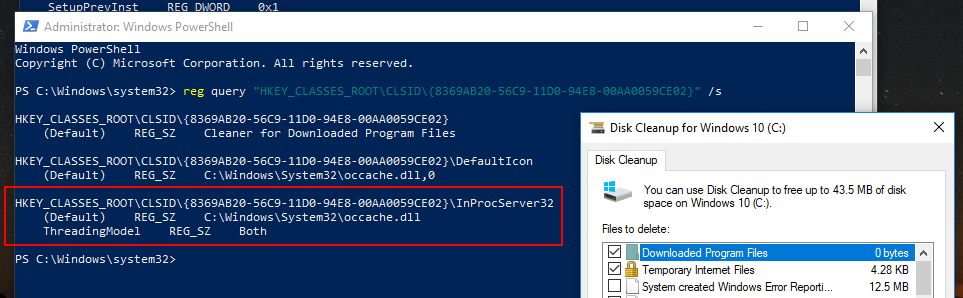 SetupPrevInst    REG_DWORD    0x1
Administrator: Windows PowerShell
Windows PowerShell
Copyright (C) Microsoft Corporation. All rights reserved.
PS C:\Windows\system32> reg query "HKEY_CLASSES_ROOT\CLSID\{8369AB20-56C9-11D0-94E8-00AA0059CE02}" /s
HKEY_CLASSES_ROOT\CLSID\{8369AB20-56C9-11D0-94E8-00AA0059CE02}
    (Default)    REG_SZ    Cleaner for Downloaded Program Files
HKEY_CLASSES_ROOT\CLSID\{8369AB20-56C9-11D0-94E8-00AA0059CE02}\DefaultIcon
    (Default)    REG_SZ    C:\Windows\System32\occache.dll,0
HKEY_CLASSES_ROOT\CLSID\{8369AB20-56C9-11D0-94E8-00AA0059CE02}\InProcServer32
    (Default)    REG_SZ    C:\Windows\System32\occache.dll
    ThreadingModel    REG_SZ    Both
PS C:\Windows\system32>
Disk Cleanup for Windows 10 (C:)
Disk Cleanup
You can use Disk Cleanup to free up to 43.5 MB of disk
space on Windows 10 (C:).
Files to delete:
Downloaded Program Files    0 bytes
Temporary Internet Files    4.28 KB
System created Windows Error Reporti...    12.5 MB